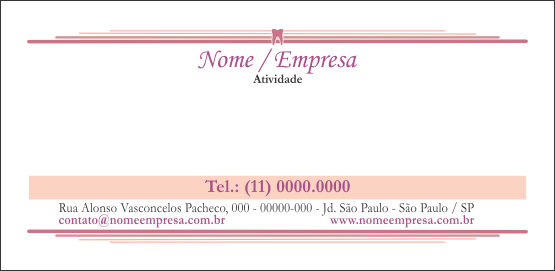 Nome / Empresa
Atividade
Tel.: (11) 0000.0000
Rua Alonso Vasconcelos Pacheco, 000 - 00000-000 - Jd. São Paulo - São Paulo / SP
contato@nomeempresa.com.br www.nomeempresa.com.br